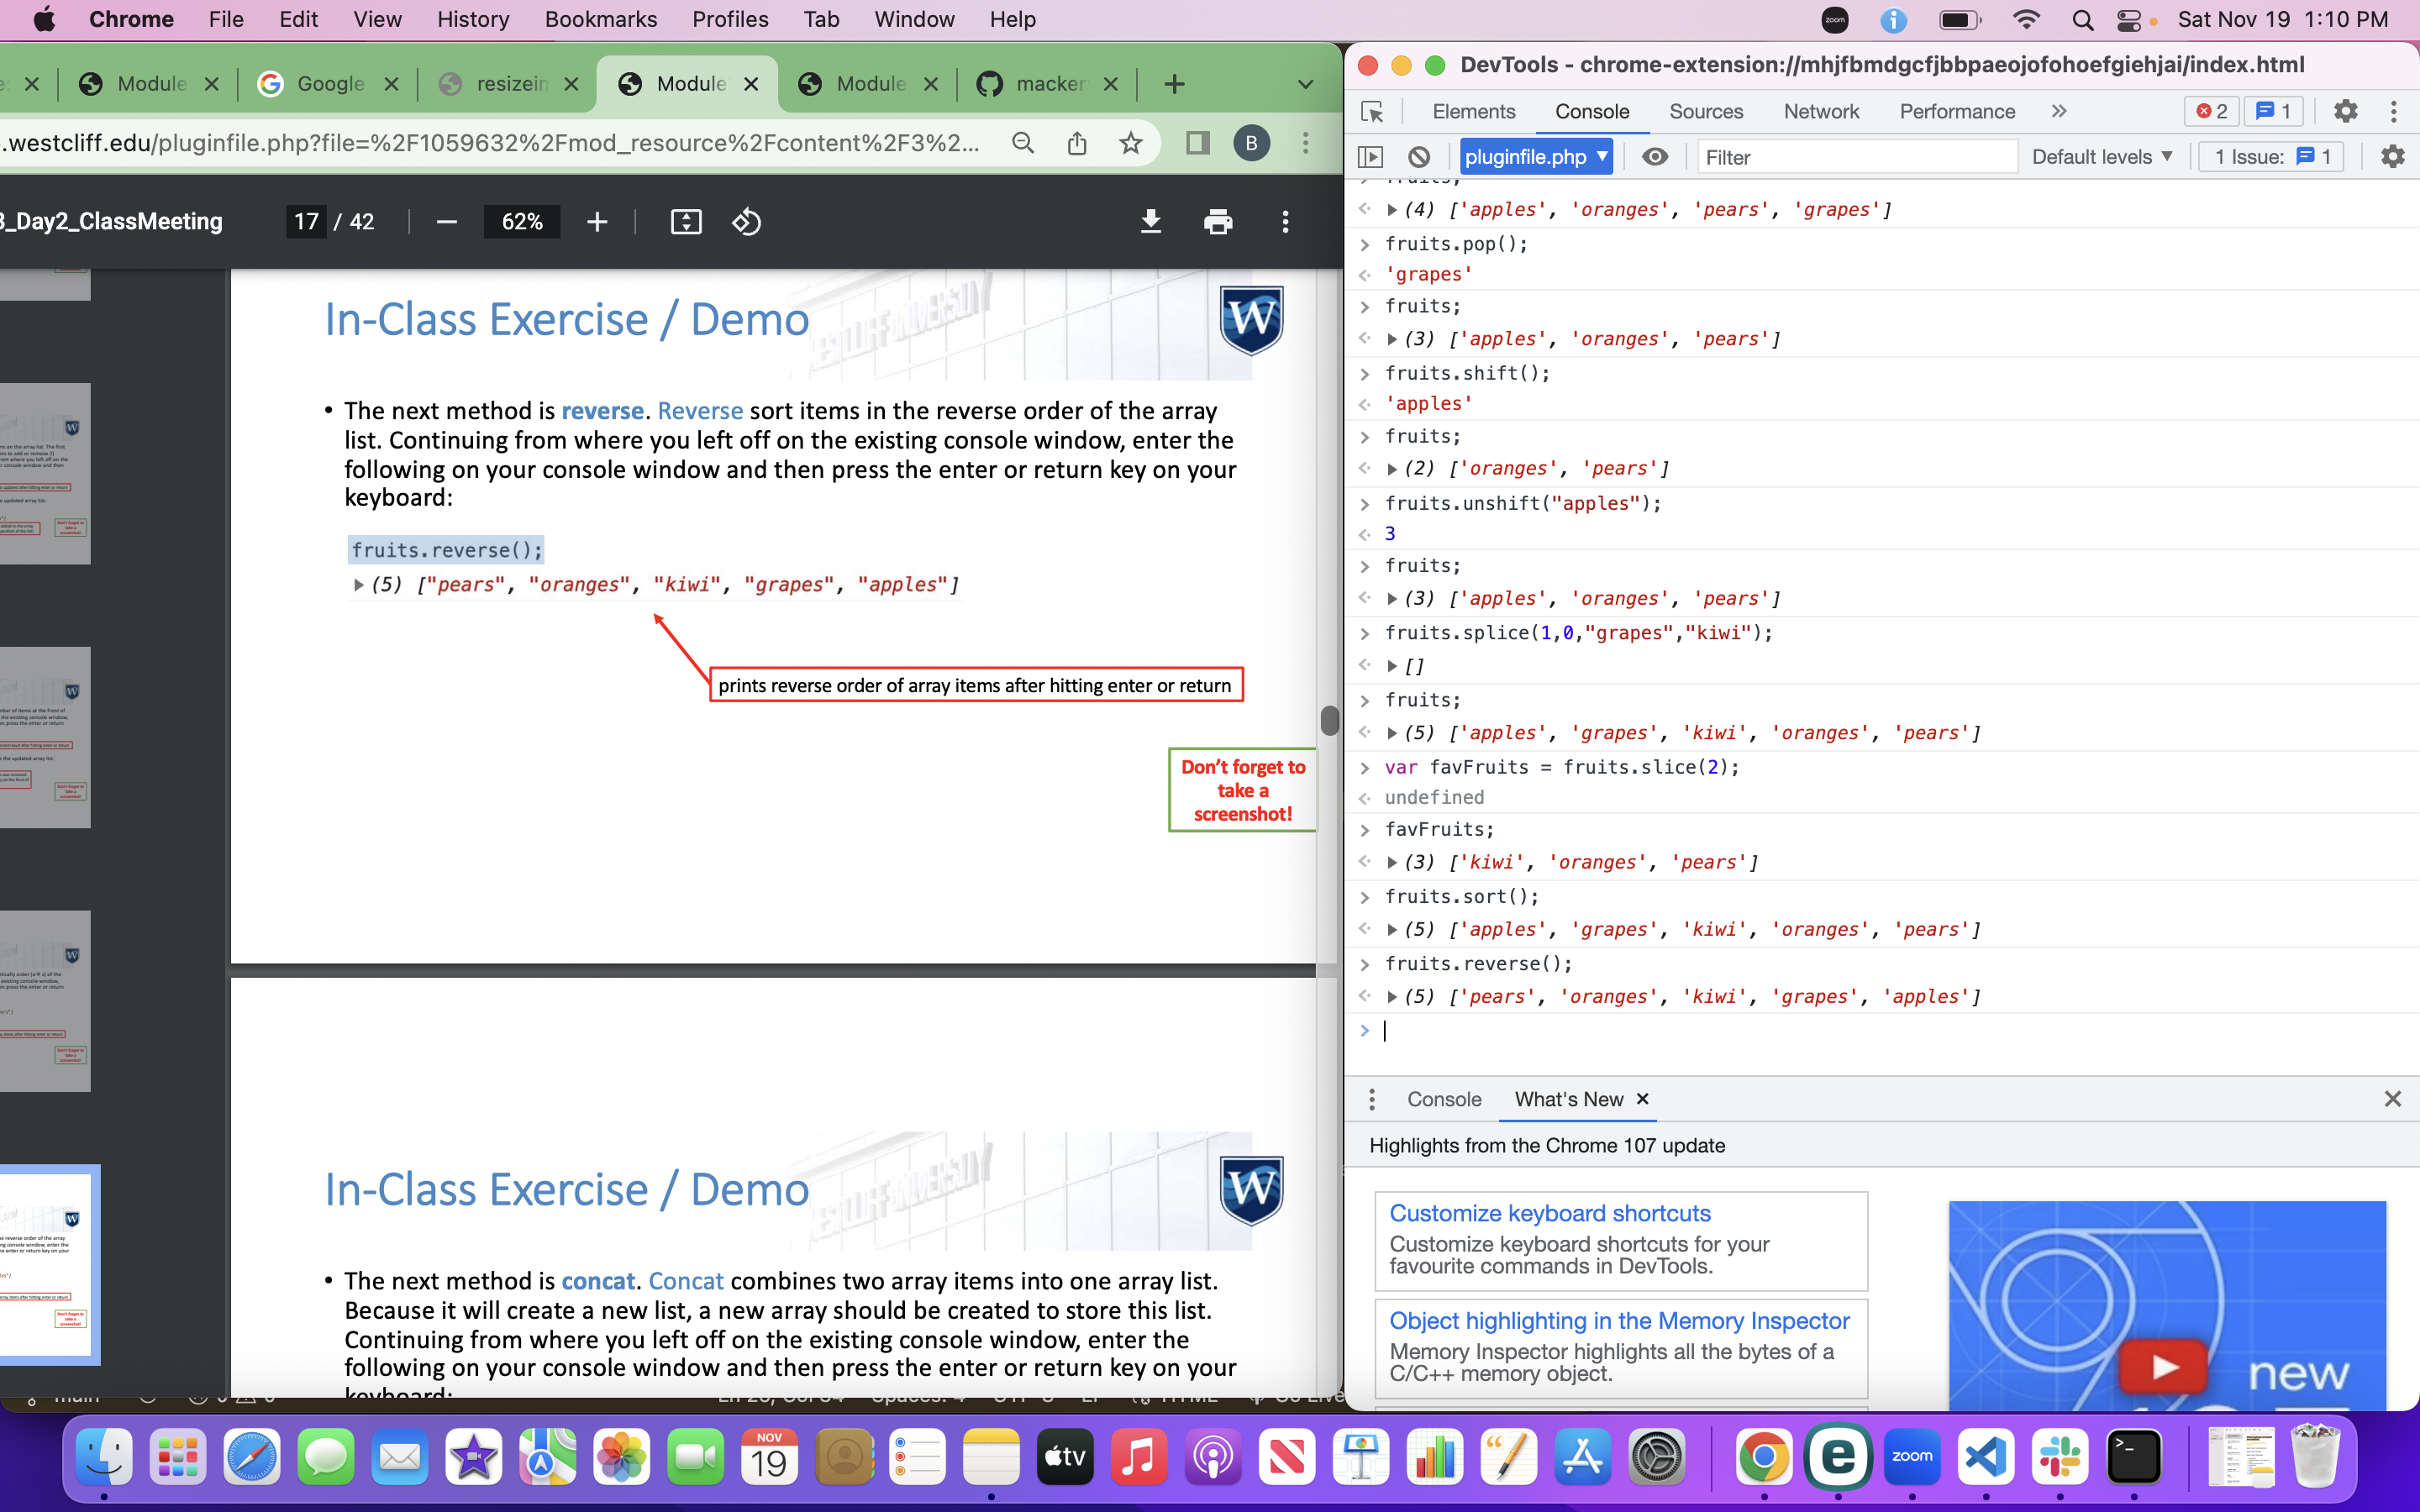 Chrome File Edit View History Bookmarks Profiles Tab Window Help
zoom Sat Nov 19 1:10 PM
Module Google resizein Module Module macker
.westcliff.edu/pluginfile.php?file=%2F1059632%2Fmod_resource%2Fcontent%2F3%2...
B
3_Day2_ClassMeeting 17 / 42 62%
In-Class Exercise / Demo
W
• The next method is reverse. Reverse sort items in the reverse order of the array
list. Continuing from where you left off on the existing console window, enter the
following on your console window and then press the enter or return key on your
keyboard:
fruits.reverse();
(5) ["pears", "oranges", "kiwi", "grapes", "apples"]
prints reverse order of array items after hitting enter or return
Don't forget to
take a
screenshot!
In-Class Exercise / Demo
W
• The next method is concat. Concat combines two array items into one array list.
Because it will create a new list, a new array should be created to store this list.
Continuing from where you left off on the existing console window, enter the
following on your console window and then press the enter or return key on your
keyboard:
DevTools - chrome-extension://mhjfbmdgcfjbbpaeojofohoefgiehjai/index.html
Elements Console Sources Network Performance 2 1
pluginfile.php Filter Default levels 1 Issue: 1
fruits;
(4) ['apples', 'oranges', 'pears', 'grapes']
fruits.pop();
'grapes'
fruits;
(3) ['apples', 'oranges', 'pears']
fruits.shift();
'apples'
fruits;
(2) ['oranges', 'pears']
fruits.unshift("apples");
3
fruits;
(3) ['apples', 'oranges', 'pears']
fruits.splice(1,0,"grapes","kiwi");
[]
fruits;
(5) ['apples', 'grapes', 'kiwi', 'oranges', 'pears']
var favFruits = fruits.slice(2);
undefined
favFruits;
(3) ['kiwi', 'oranges', 'pears']
fruits.sort();
(5) ['apples', 'grapes', 'kiwi', 'oranges', 'pears']
fruits.reverse();
(5) ['pears', 'oranges', 'kiwi', 'grapes', 'apples']
Console What's New
Highlights from the Chrome 107 update
Customize keyboard shortcuts
Customize keyboard shortcuts for your
favourite commands in DevTools.
Object highlighting in the Memory Inspector
Memory Inspector highlights all the bytes of a
C/C++ memory object.
new
NOV
19
tv
zoom